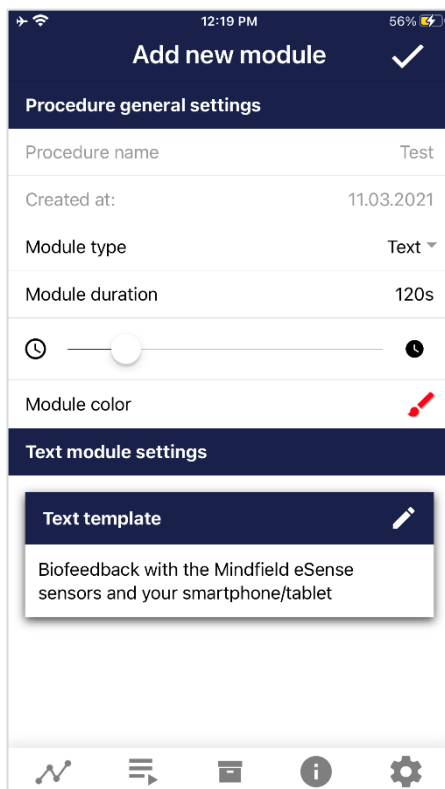 12:19 PM 56%
Add new module
Procedure general settings
Procedure name Test
Created at: 11.03.2021
Module type Text
Module duration 120s
Module color
Text module settings
Text template
Biofeedback with the Mindfield eSense
sensors and your smartphone/tablet